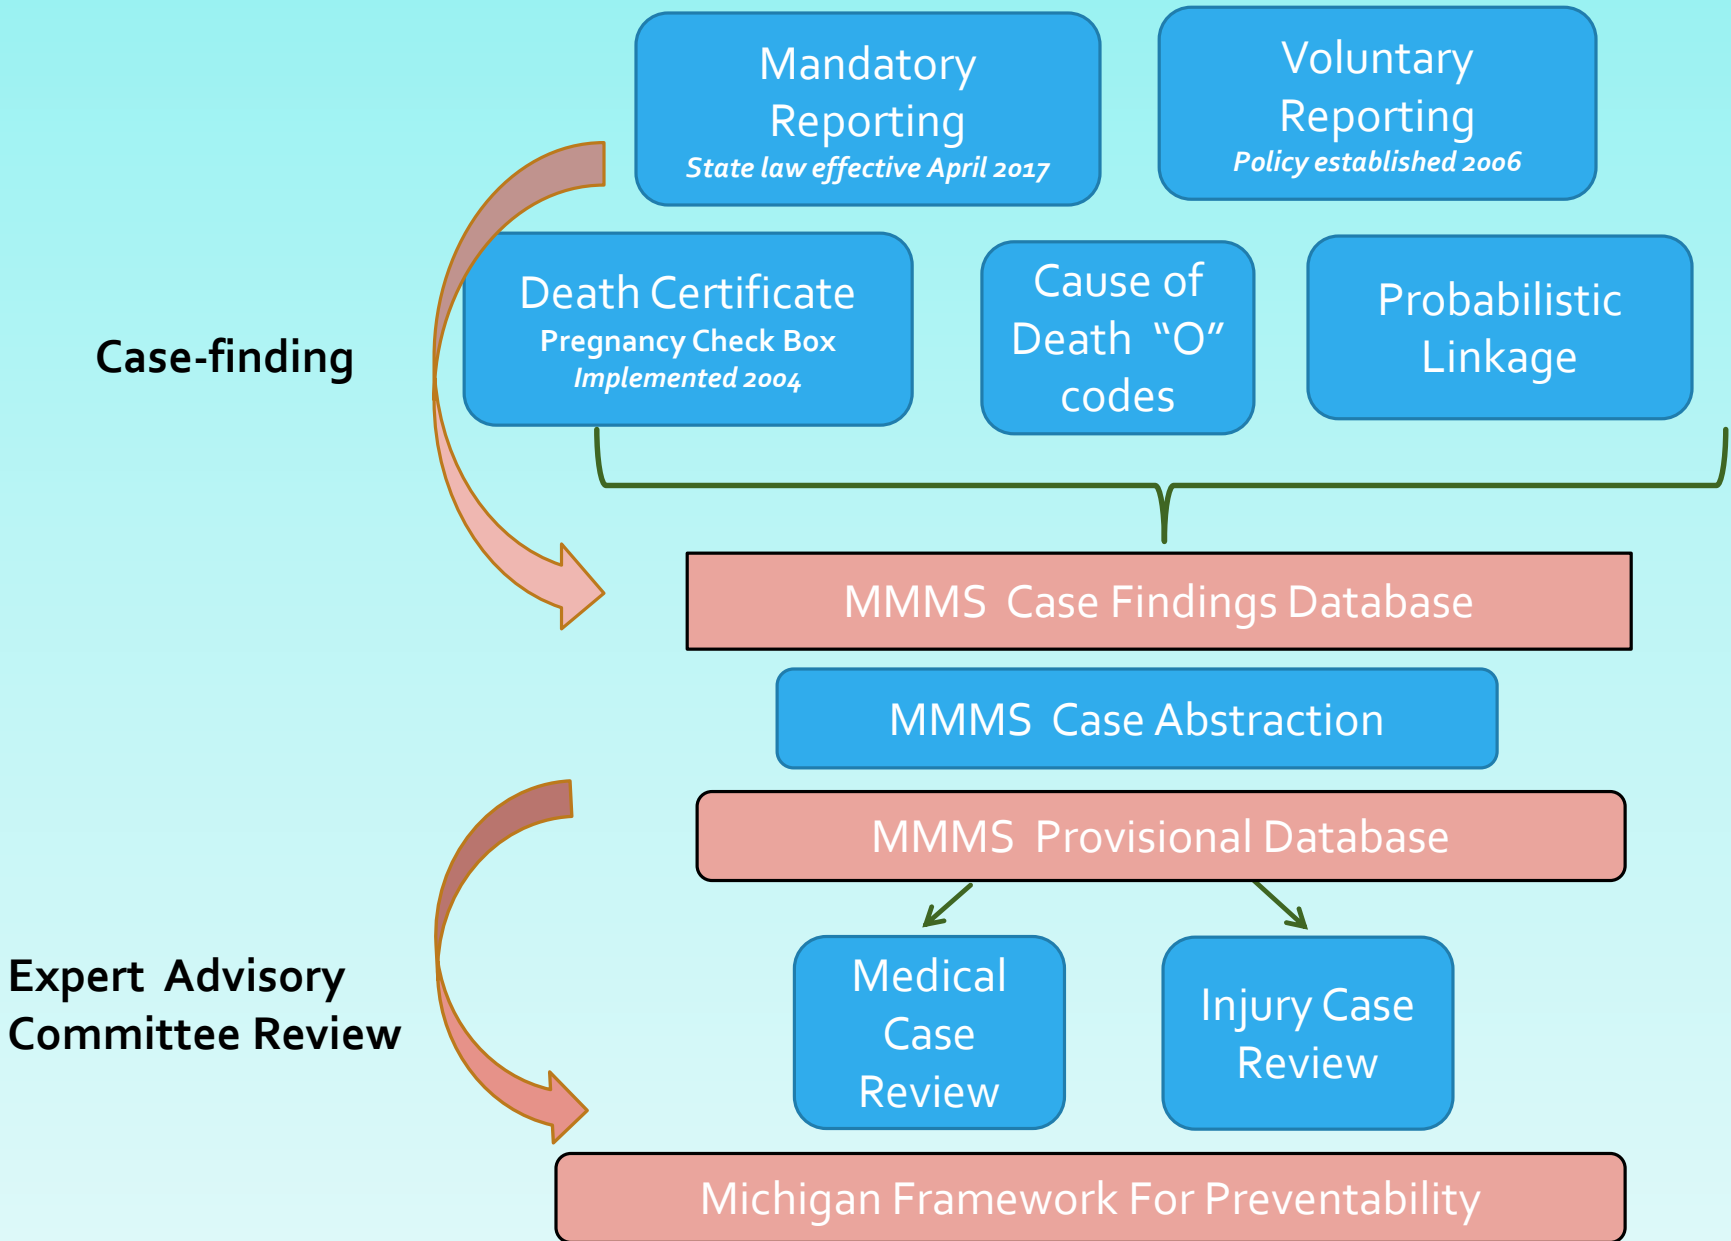 Mandatory
Reporting
State law effective April 2017
Voluntary
Reporting
Policy established 2006
Death Certificate
Pregnancy Check Box
Implemented 2004
Cause of
Death “O”
codes
Probabilistic
Linkage
Case-finding
MMMS Case Findings Database
MMMS Case Abstraction
MMMS Provisional Database
Expert Advisory
Committee Review
Medical
Case
Review
Injury Case
Review
Michigan Framework For Preventability